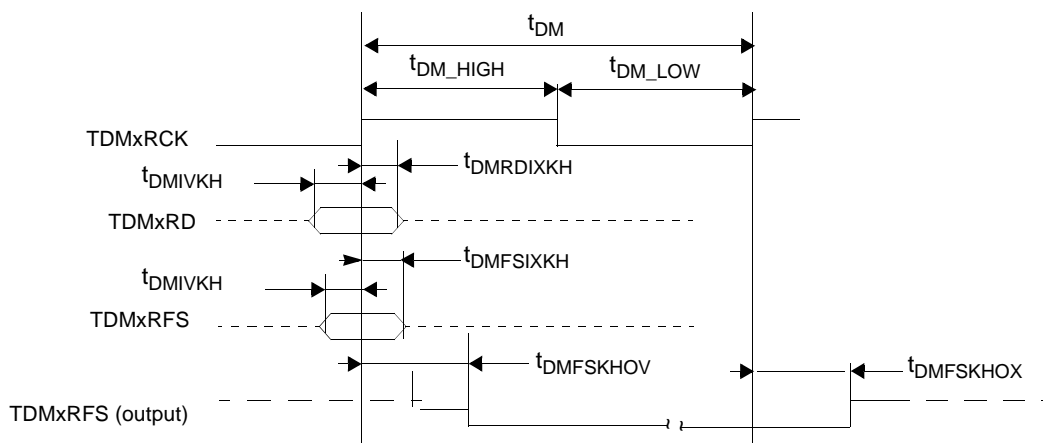 tDM
tDM_HIGH
tDM_LOW
TDMxRCK
tDMRDIXKH
tDMIVKH
TDMxRD
tDMFSIXKH
tDMIVKH
TDMxRFS
tDMFSKHOV
tDMFSKHOX
TDMxRFS (output)